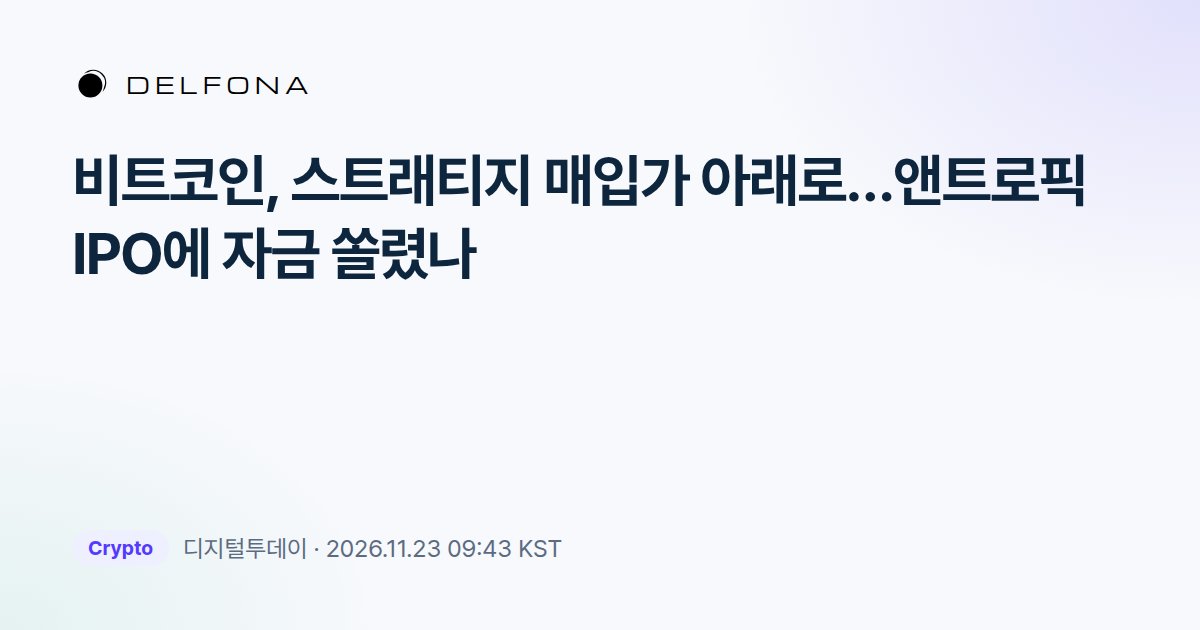 DELFONA
비트코인, 스트래티지 매입가 아래로…앤트로픽
IPO에 자금 쏠렸나
Crypto 디지털투데이 · 2026.11.23 09:43 KST